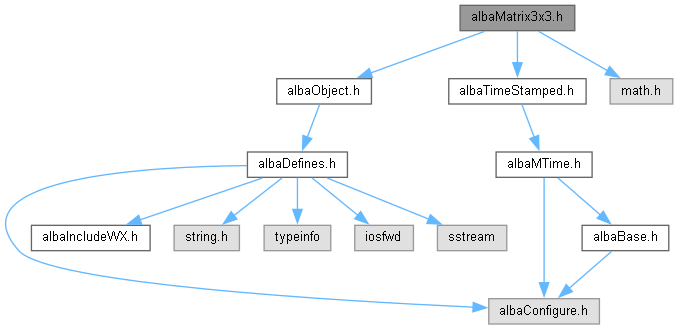 albaMatrix3x3.h
albaObject.h
albaTimeStamped.h
math.h
albaDefines.h
albaMTime.h
albaIncludeWX.h
string.h
typeinfo
iosfwd
sstream
albaBase.h
albaConfigure.h